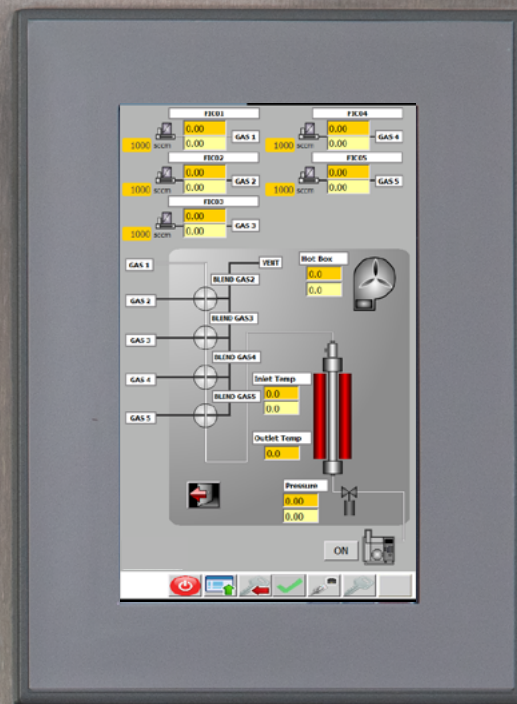 FIC01
0.00
1000 sccm
0.00
GAS 1
FIC04
0.00
1000 sccm
0.00
GAS 4
FIC02
0.00
1000 sccm
0.00
GAS 2
FIC05
0.00
1000 sccm
0.00
GAS 5
FIC03
0.00
1000 sccm
0.00
GAS 3
GAS 1
VENT
Hot Box
0.0
0.0
BLEND GAS2
GAS 2
BLEND GAS3
GAS 3
BLEND GAS4
GAS 4
Inlet Temp
0.0
0.0
BLEND GAS5
GAS 5
Outlet Temp
0.0
Pressure
0.00
0.00
ON